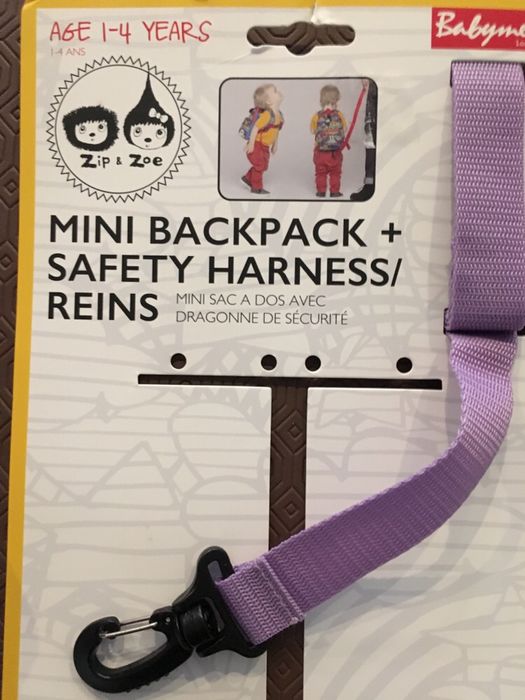 AGE 1-4 YEARS
1-4 ANS
Zip & Zoe
MINI BACKPACK +
SAFETY HARNESS/
REINS
MINI SAC A DOS AVEC
DRAGONNE DE SÉCURITÉ